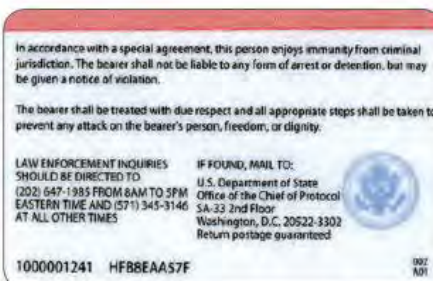 In accordance with a special agreement, this person enjoys immunity from criminal
jurisdiction. The bearer shall not be liable to any form of arrest or detention, but may
be given a notice of violation.
The bearer shall be treated with due respect and all appropriate steps shall be taken to
prevent any attack on the bearer's person, freedom, or dignity.
LAW ENFORCEMENT INQUIRIES
SHOULD BE DIRECTED TO
(202) 647-1985 FROM 8AM TO 5PM
EASTERN TIME AND (571) 345-3146
AT ALL OTHER TIMES
IF FOUND, MAIL TO:
U.S. Department of State
Office of the Chief of Protocol
SA-33 2nd Floor
Washington, D.C. 20522-3302
Return postage guaranteed
1000001241 HFB8EAA57F
002
A01